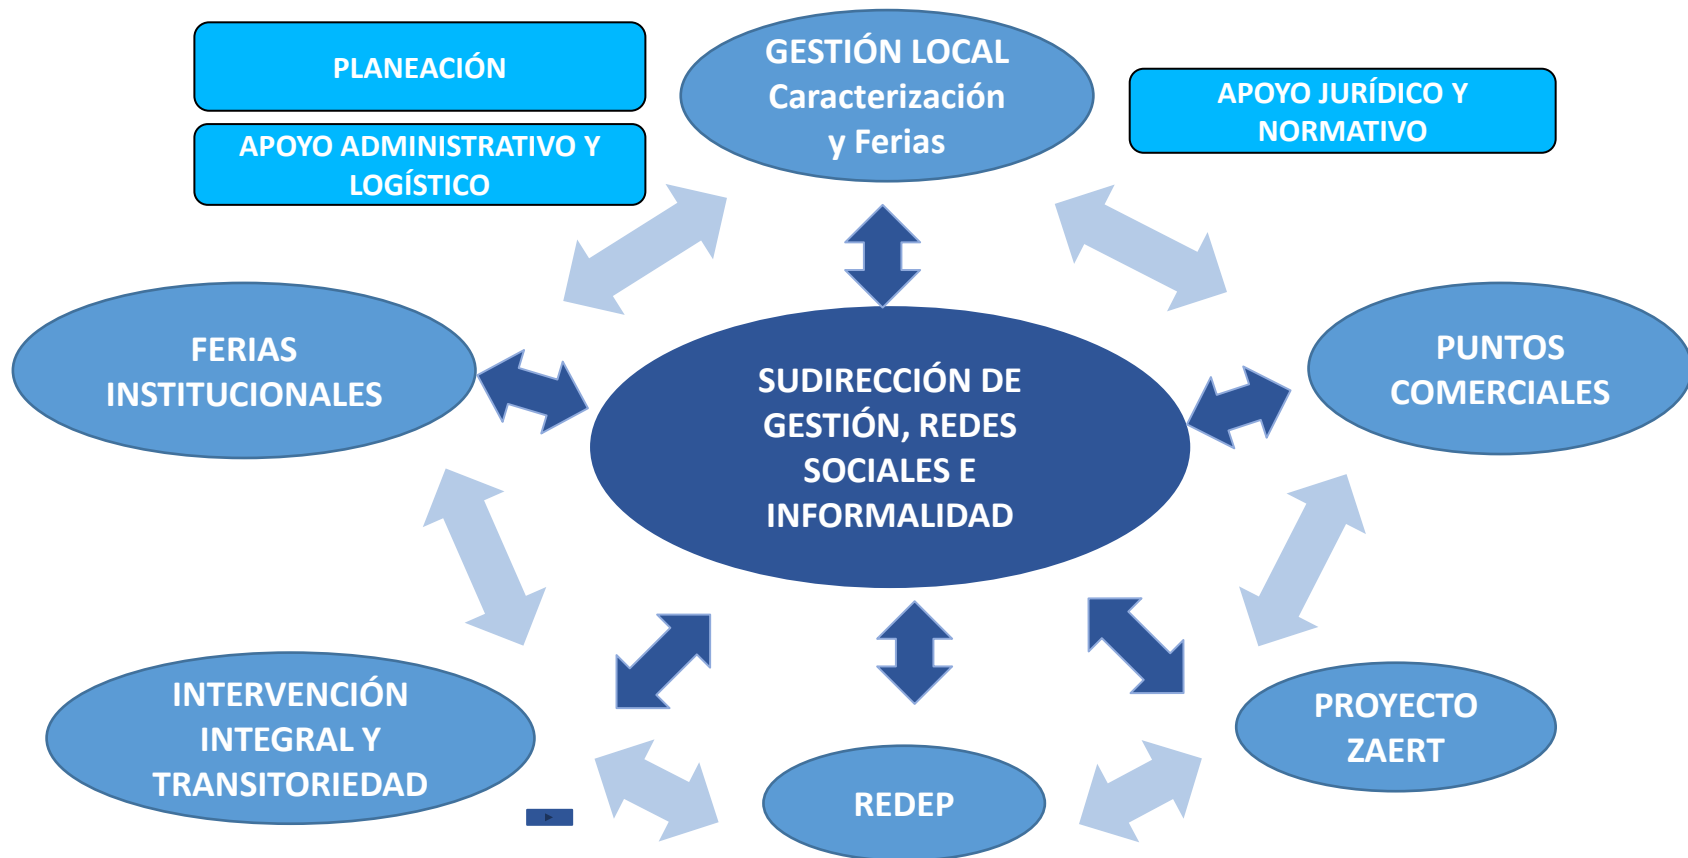 PLANEACIÓN
APOYO ADMINISTRATIVO Y
LOGÍSTICO
GESTIÓN LOCAL
Caracterización
y Ferias
APOYO JURÍDICO Y
NORMATIVO
FERIAS
INSTITUCIONALES
SUDIRECCIÓN DE
GESTIÓN, REDES
SOCIALES E
INFORMALIDAD
PUNTOS
COMERCIALES
INTERVENCIÓN
INTEGRAL Y
TRANSITORIEDAD
REDEP
PROYECTO
ZAERT